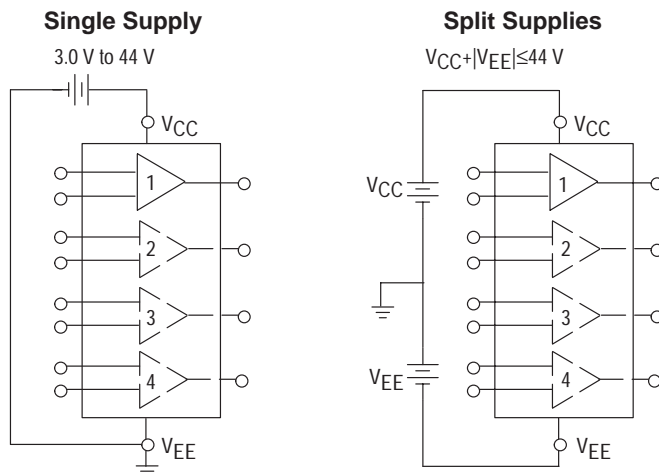 Single Supply
3.0 V to 44 V
VCC
1
2
3
4
VEE
Split Supplies
VCC+|VEE|≤44 V
VCC
VCC
1
2
3
VEE
4
VEE